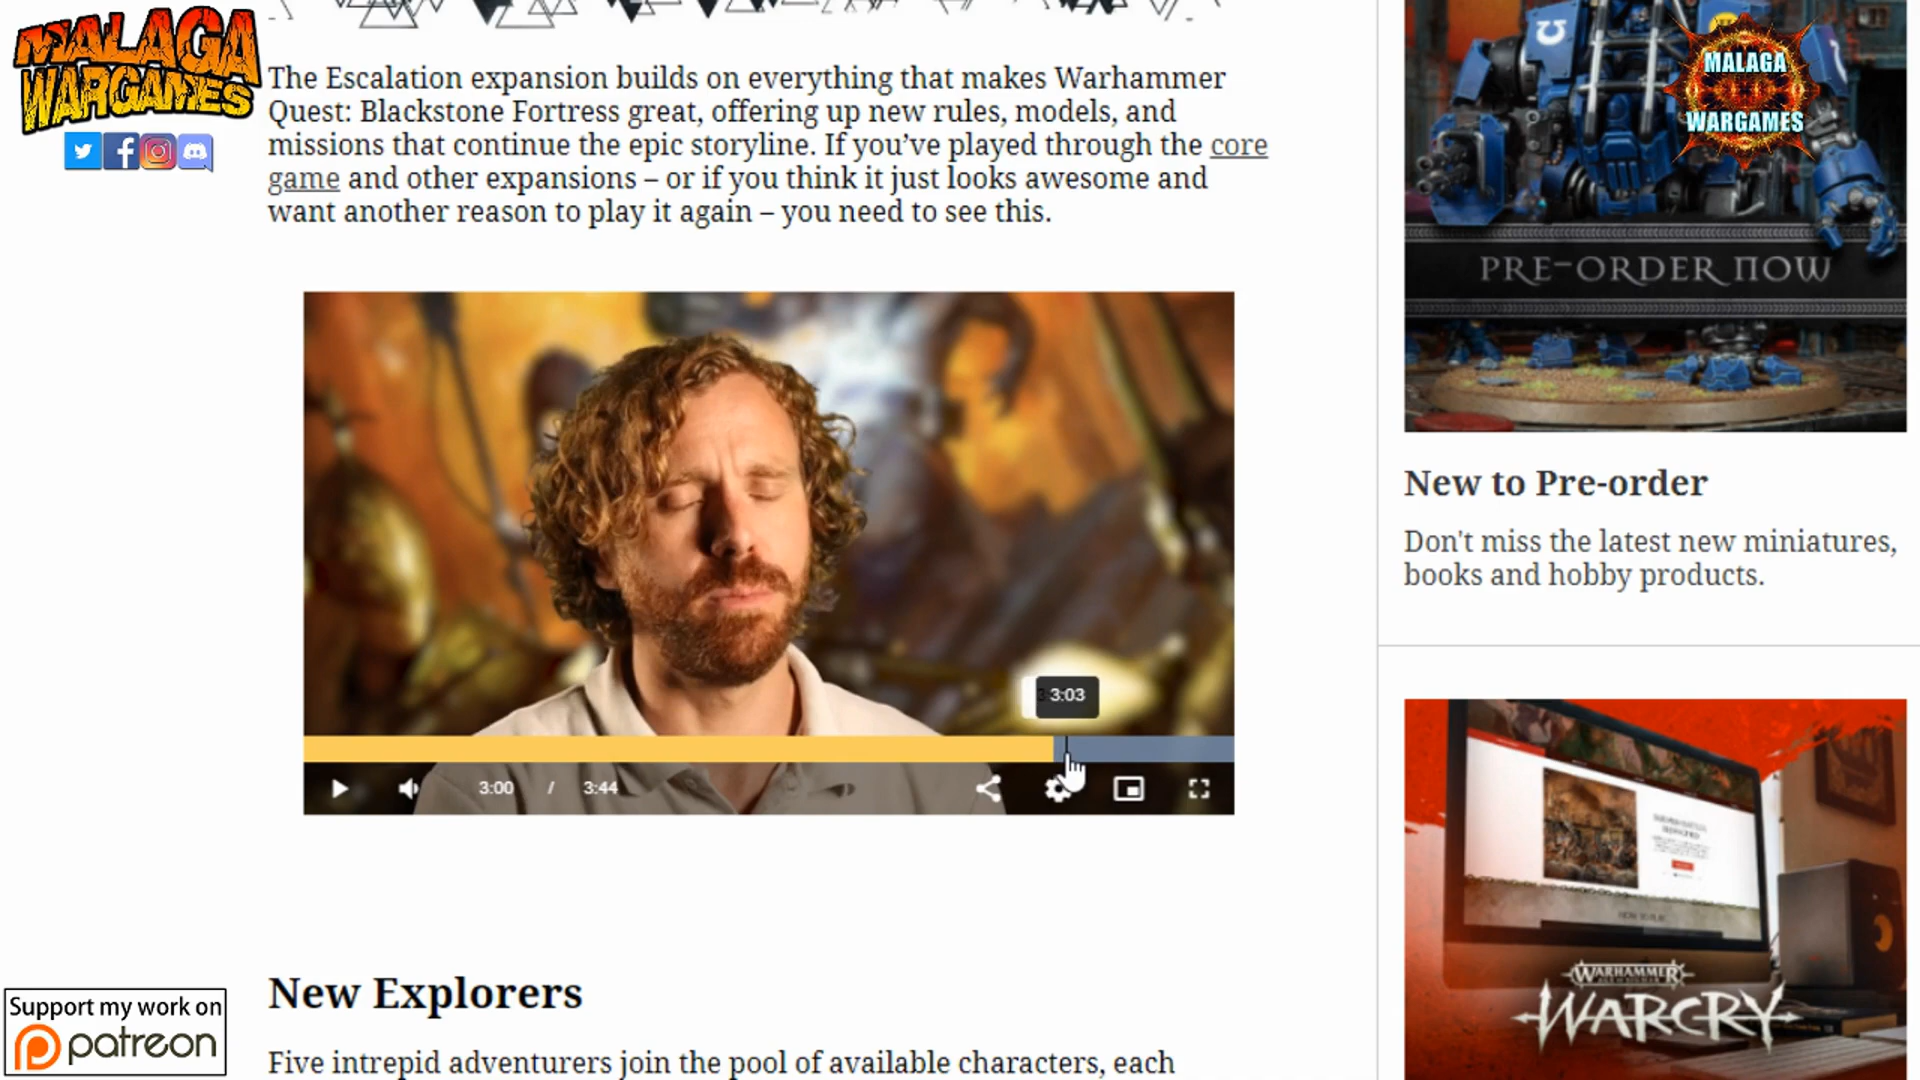 MALAGA
WARGAMES
The Escalation expansion builds on everything that makes Warhammer
Quest: Blackstone Fortress great, offering up new rules, models, and
missions that continue the epic storyline. If you’ve played through the core
game and other expansions – or if you think it just looks awesome and
want another reason to play it again – you need to see this.
3:03
3:00 / 3:44
New Explorers
Five intrepid adventurers join the pool of available characters, each
Support my work on
patreon
MALAGA
WARGAMES
PRE-ORDER NOW
New to Pre-order
Don't miss the latest new miniatures,
books and hobby products.
WARHAMMER
WARCRY